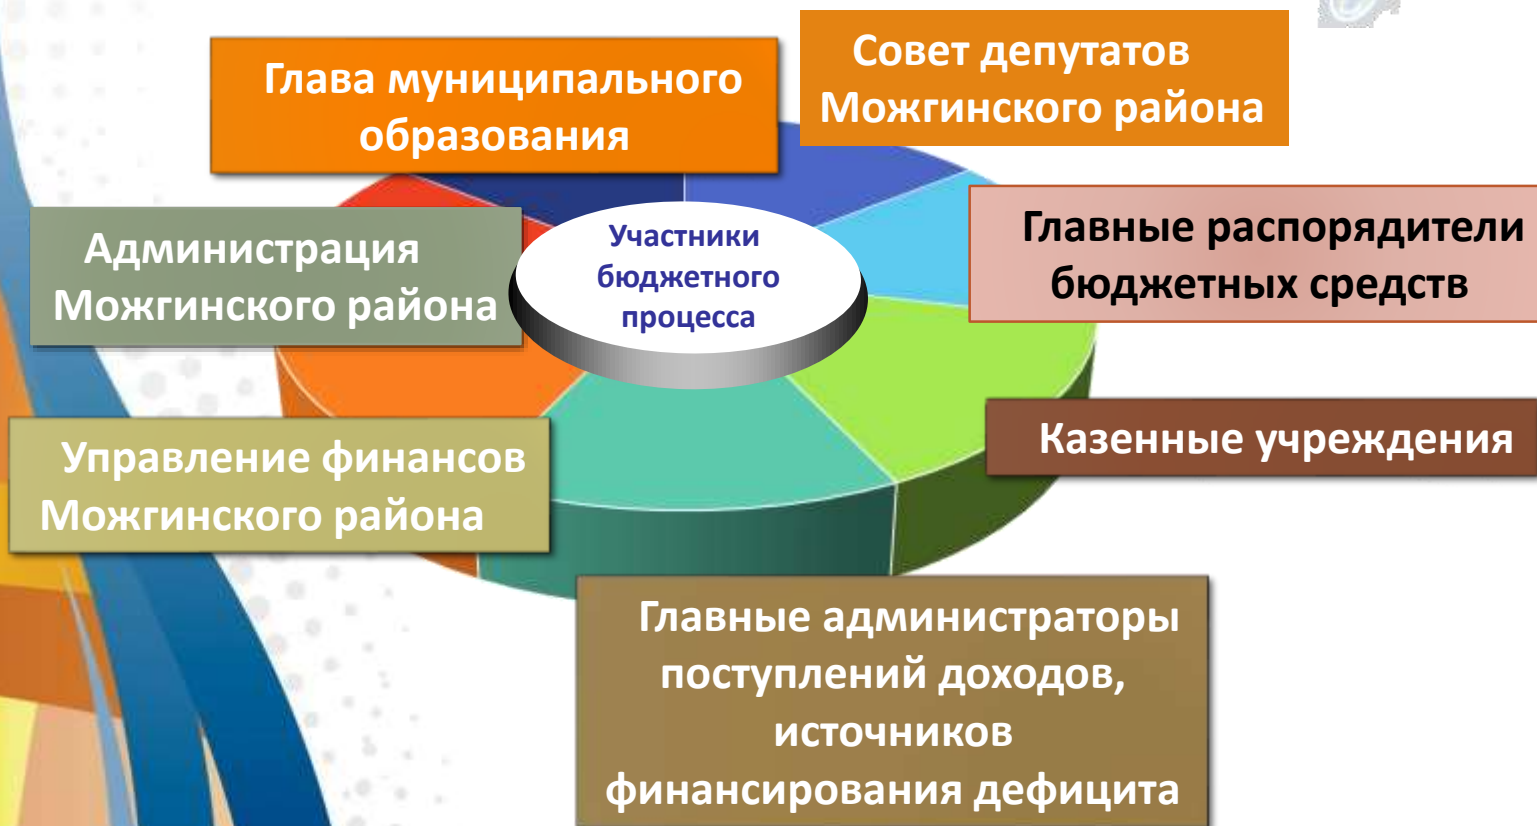 Глава муниципального
образования
Совет депутатов
Можгинского района
Администрация
Можгинского района
Участники
бюджетного
процесса
Главные распорядители
бюджетных средств
Управление финансов
Можгинского района
Казенные учреждения
Главные администраторы
поступлений доходов,
источников
финансирования дефицита